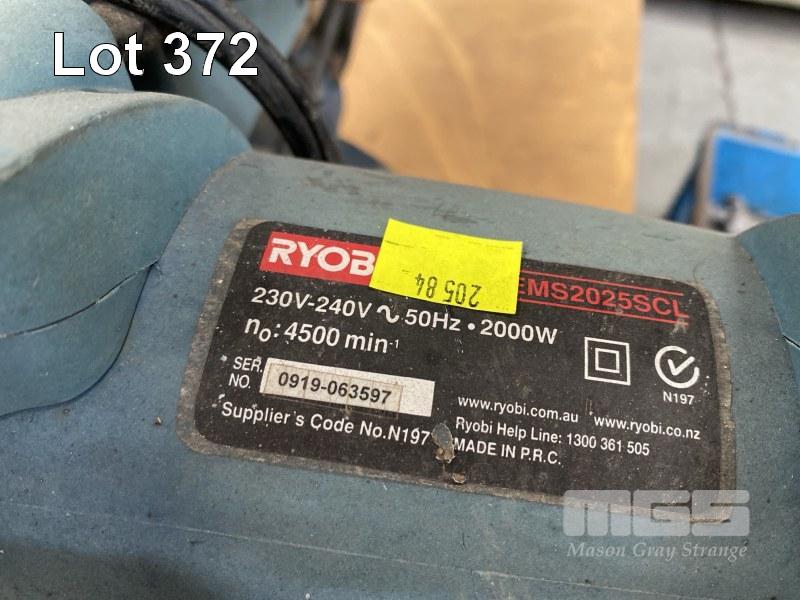 Lot 372
RYOBI
EMS2025SCL
205 84
230V-240V ∿ 50Hz • 2000W
n₀: 4500 min⁻¹
SER. NO. 0919-063597
N197
Supplier's Code No.N197
www.ryobi.com.au www.ryobi.co.nz
Ryobi Help Line: 1300 361 505
MADE IN P.R.C.
MGS
Mason Gray Strange